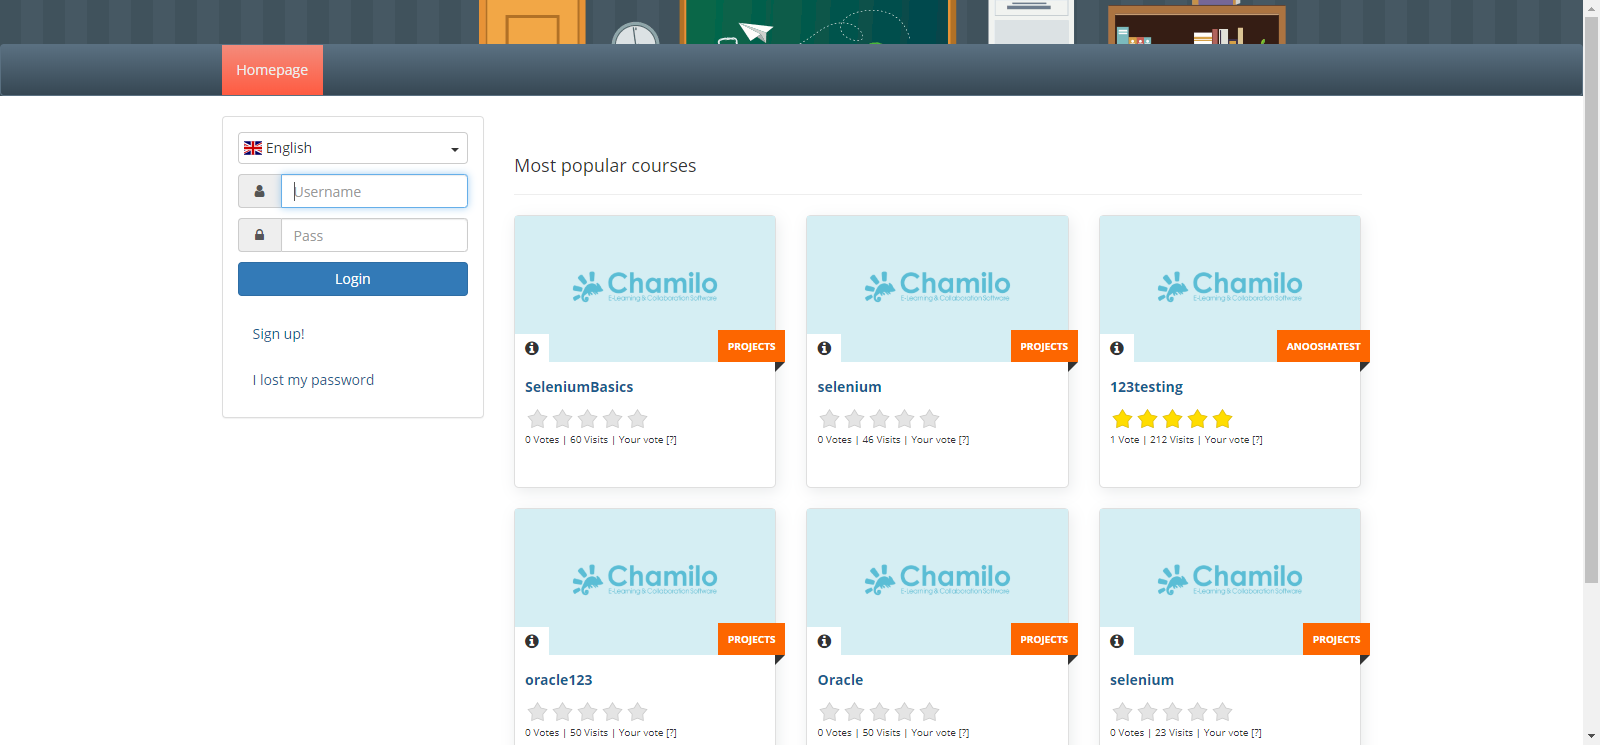 Homepage
English
Username
Pass
Login
Sign up!
I lost my password
Most popular courses
Chamilo
E-Learning & Collaboration Software
PROJECTS
SeleniumBasics
0 Votes | 60 Visits | Your vote [?]
Chamilo
E-Learning & Collaboration Software
PROJECTS
selenium
0 Votes | 46 Visits | Your vote [?]
Chamilo
E-Learning & Collaboration Software
ANOOSHATEST
123testing
1 Vote | 212 Visits | Your vote [?]
Chamilo
E-Learning & Collaboration Software
PROJECTS
oracle123
0 Votes | 50 Visits | Your vote [?]
Chamilo
E-Learning & Collaboration Software
PROJECTS
Oracle
0 Votes | 50 Visits | Your vote [?]
Chamilo
E-Learning & Collaboration Software
PROJECTS
selenium
0 Votes | 23 Visits | Your vote [?]